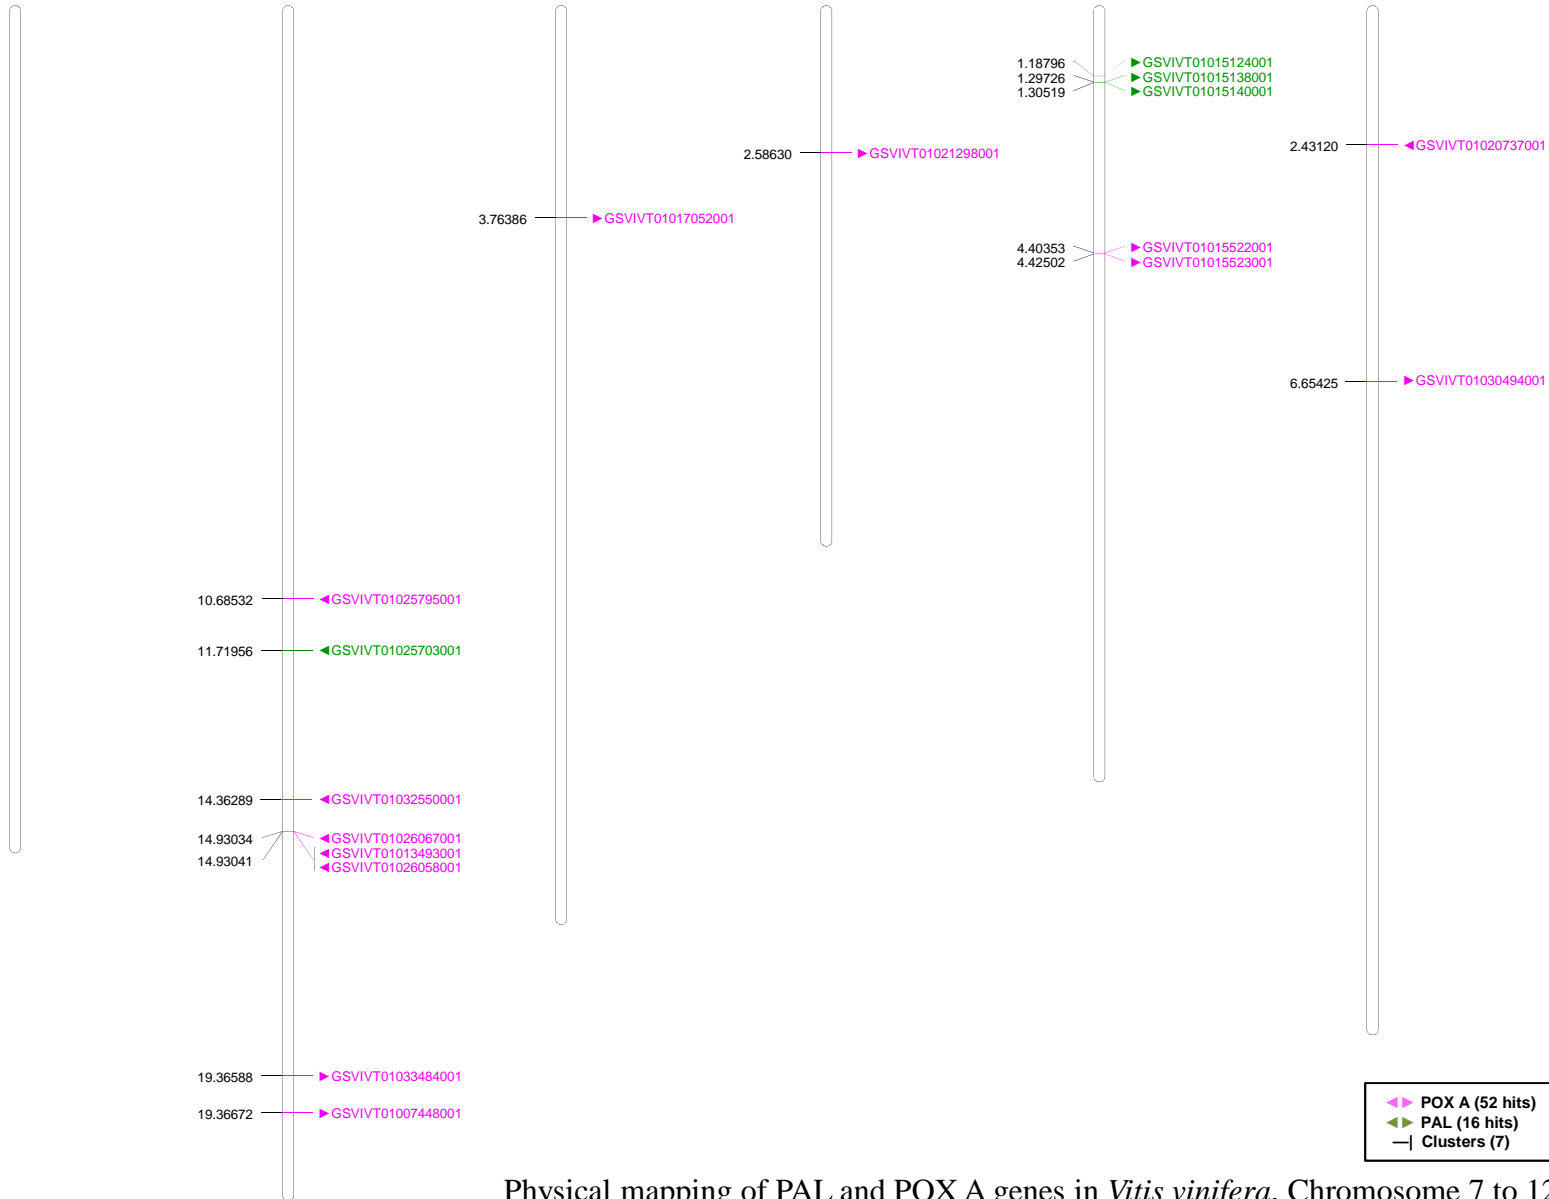 1.18796 GSVIVT01015124001
1.29726 GSVIVT01015138001
1.30519 GSVIVT01015140001
2.43120 GSVIVT01020737001
2.58630 GSVIVT01021298001
3.76386 GSVIVT01017052001
4.40353 GSVIVT01015522001
4.42502 GSVIVT01015523001
6.65425 GSVIVT01030494001
10.68532 GSVIVT01025795001
11.71956 GSVIVT01025703001
14.36289 GSVIVT01032550001
14.93034 GSVIVT01026067001
GSVIVT01013493001
14.93041 GSVIVT01026058001
19.36588 GSVIVT01033484001
19.36672 GSVIVT01007448001
POX A (52 hits)
PAL (16 hits)
Clusters (7)
Physical mapping of PAL and POX A genes in Vitis vinifera. Chromosome 7 to 12